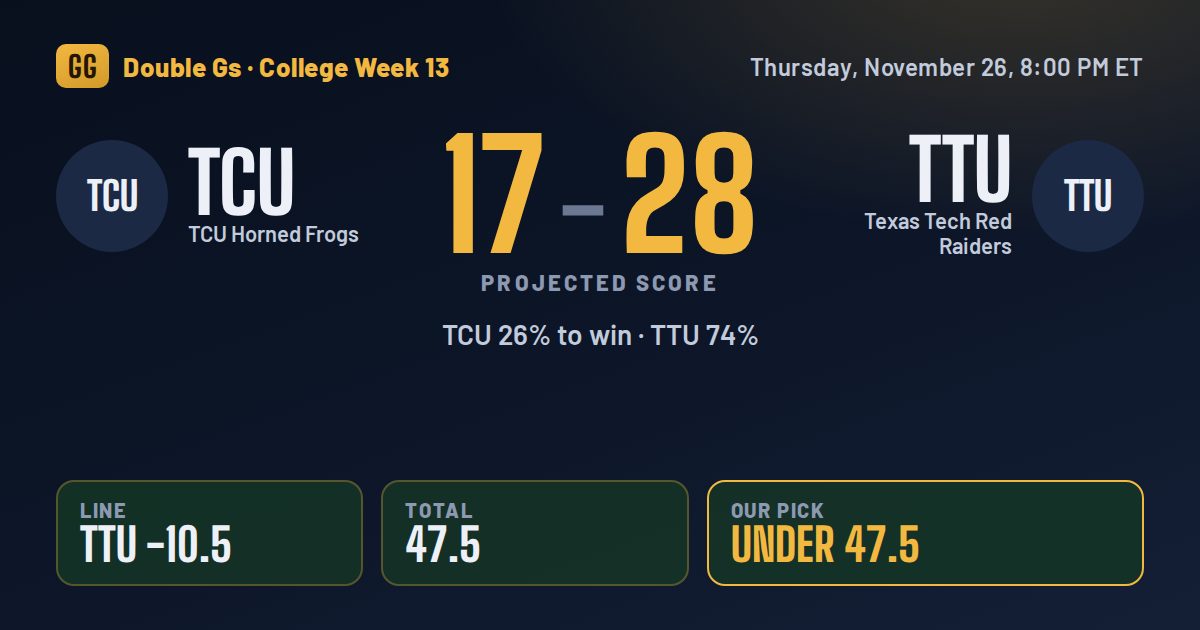 GG
Double Gs · College Week 13
Thursday, November 26, 8:00 PM ET
TCU
TCU
TCU Horned Frogs
17 – 28
PROJECTED SCORE
TCU 26% to win · TTU 74%
TTU
Texas Tech Red
Raiders
TTU
LINE
TTU -10.5
TOTAL
47.5
OUR PICK
UNDER 47.5